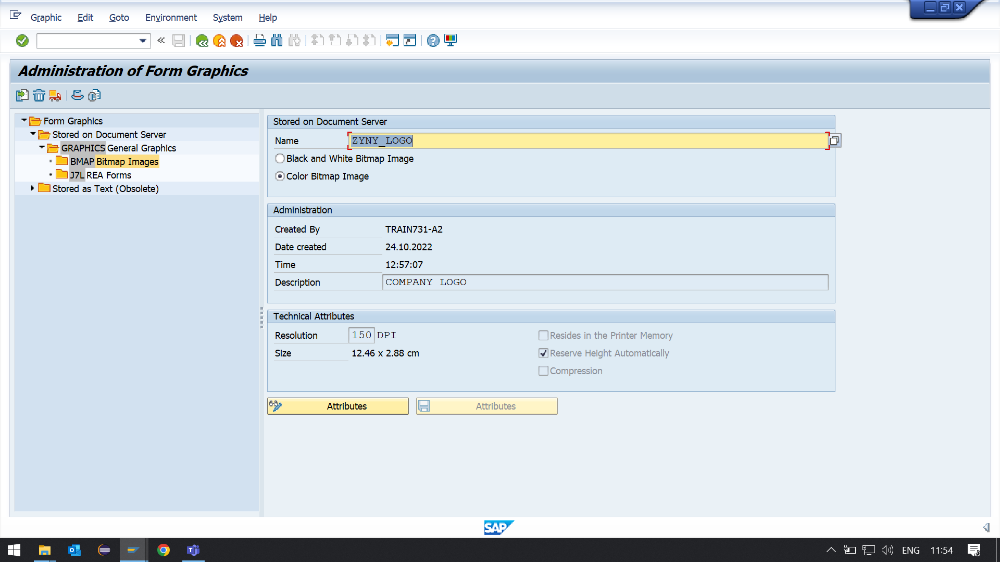 Graphic Edit Goto Environment System Help
Administration of Form Graphics
Form Graphics
Stored on Document Server
GRAPHICS General Graphics
BMAP Bitmap Images
J7L REA Forms
Stored as Text (Obsolete)
Stored on Document Server
Name ZYNY_LOGO
Black and White Bitmap Image
Color Bitmap Image
Administration
Created By TRAIN731-A2
Date created 24.10.2022
Time 12:57:07
Description COMPANY LOGO
Technical Attributes
Resolution 150 DPI Resides in the Printer Memory
Size 12.46 x 2.88 cm Reserve Height Automatically
Compression
Attributes Attributes
SAP
ENG 11:54